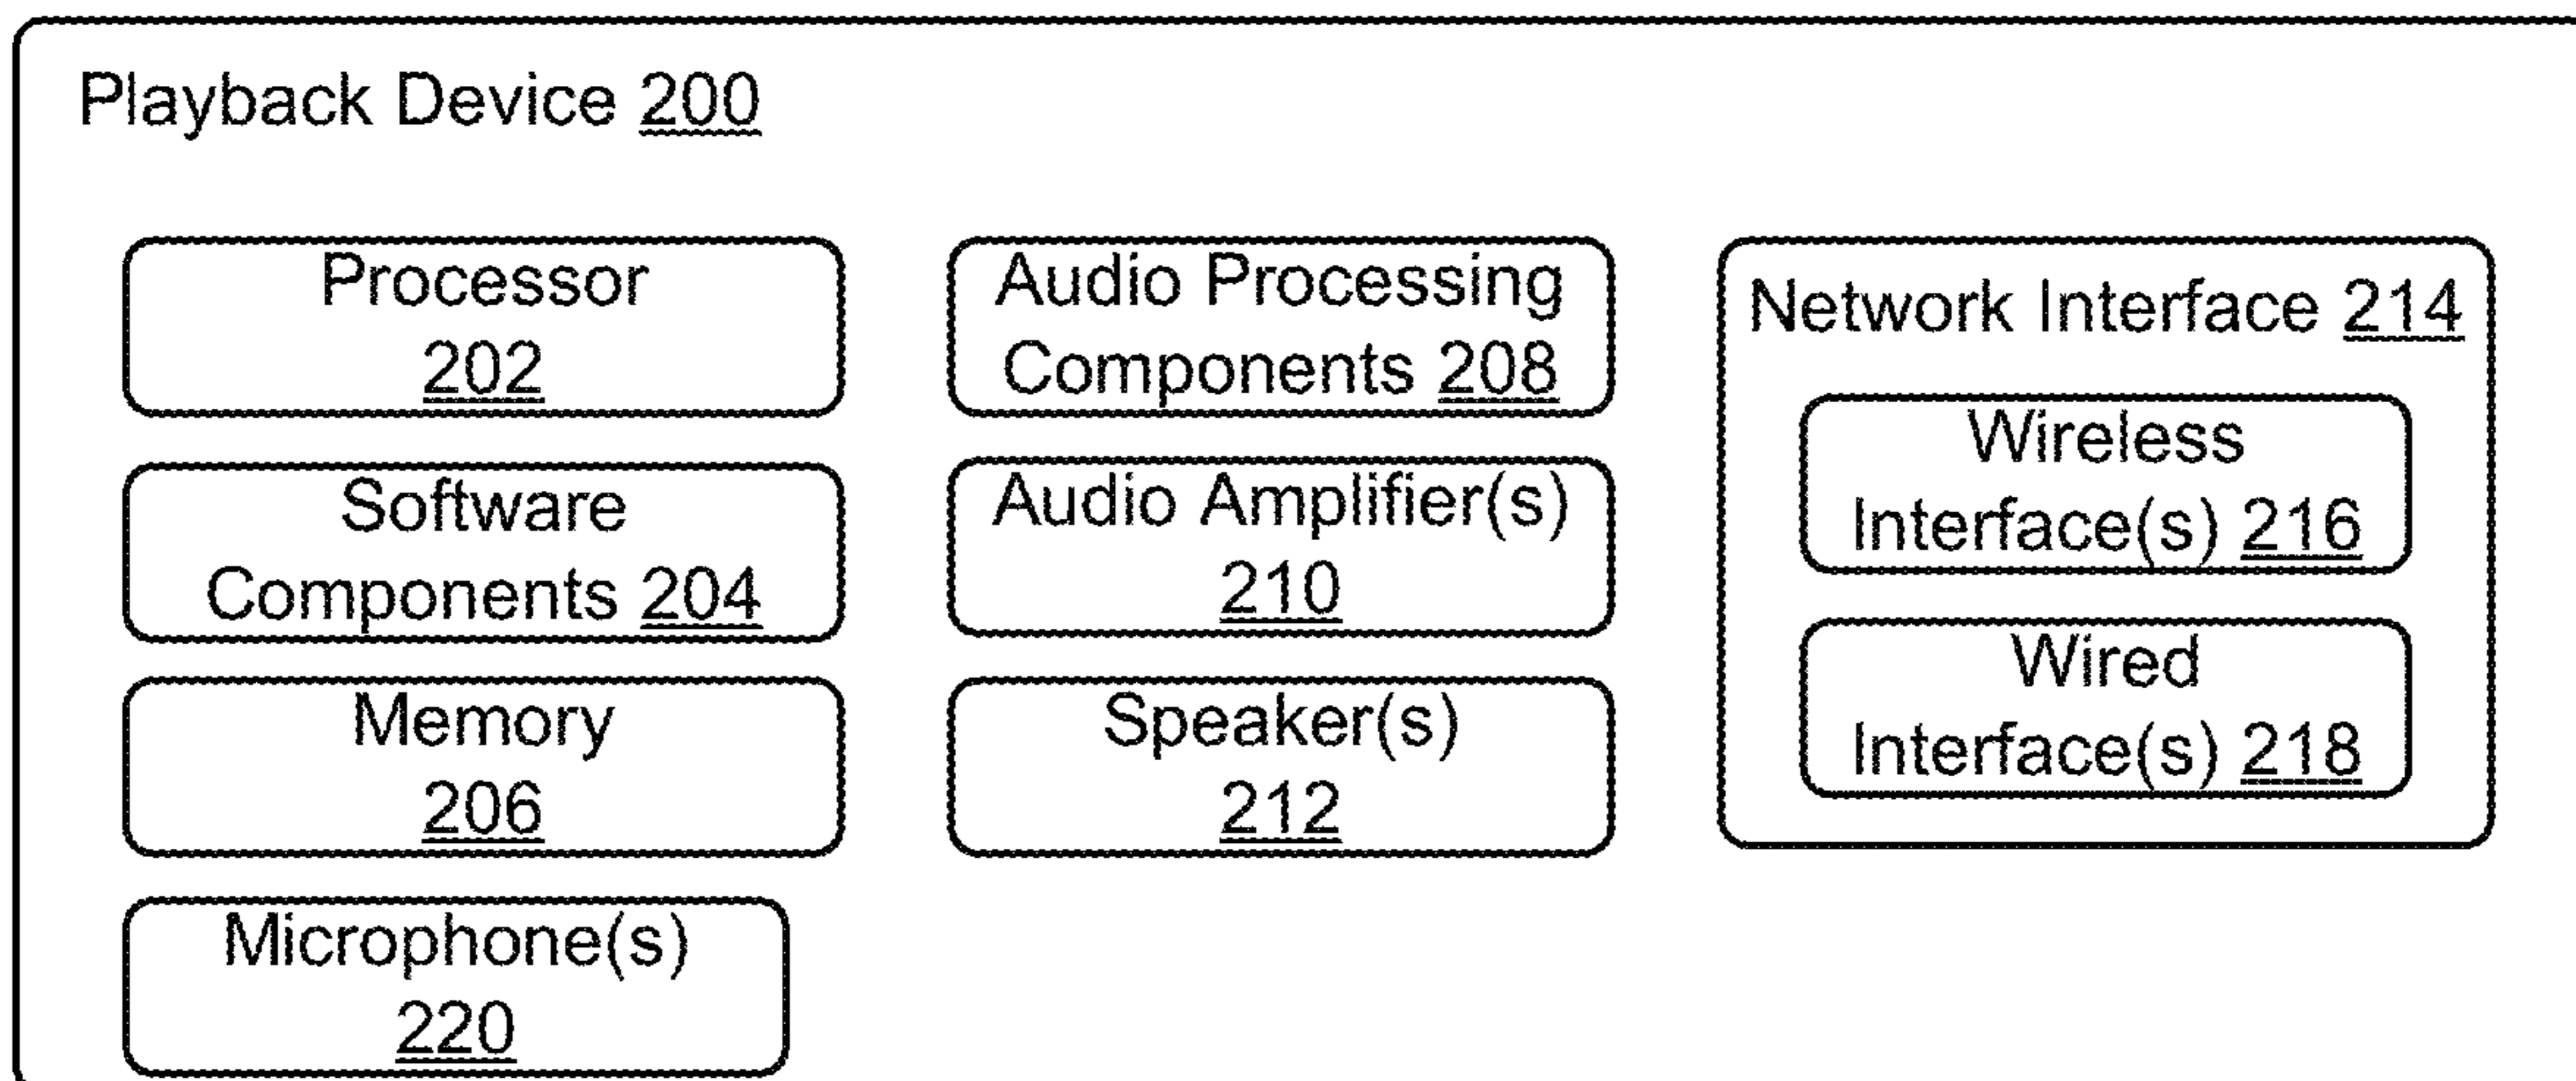 Playback Device 200
Processor
202
Software
Components 204
Memory
206
Microphone(s)
220
Audio Processing
Components 208
Audio Amplifier(s)
210
Speaker(s)
212
Network Interface 214
Wireless
Interface(s) 216
Wired
Interface(s) 218